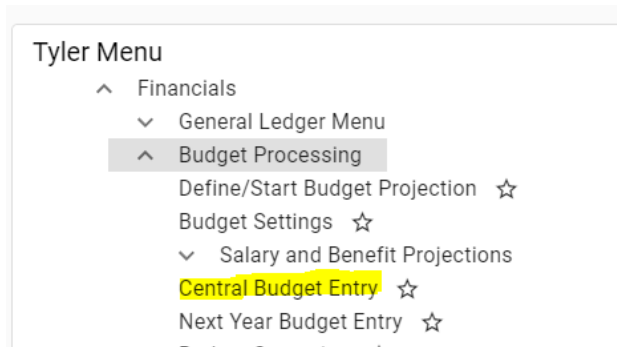 Tyler Menu
Financials
General Ledger Menu
Budget Processing
Define/Start Budget Projection
Budget Settings
Salary and Benefit Projections
Central Budget Entry
Next Year Budget Entry